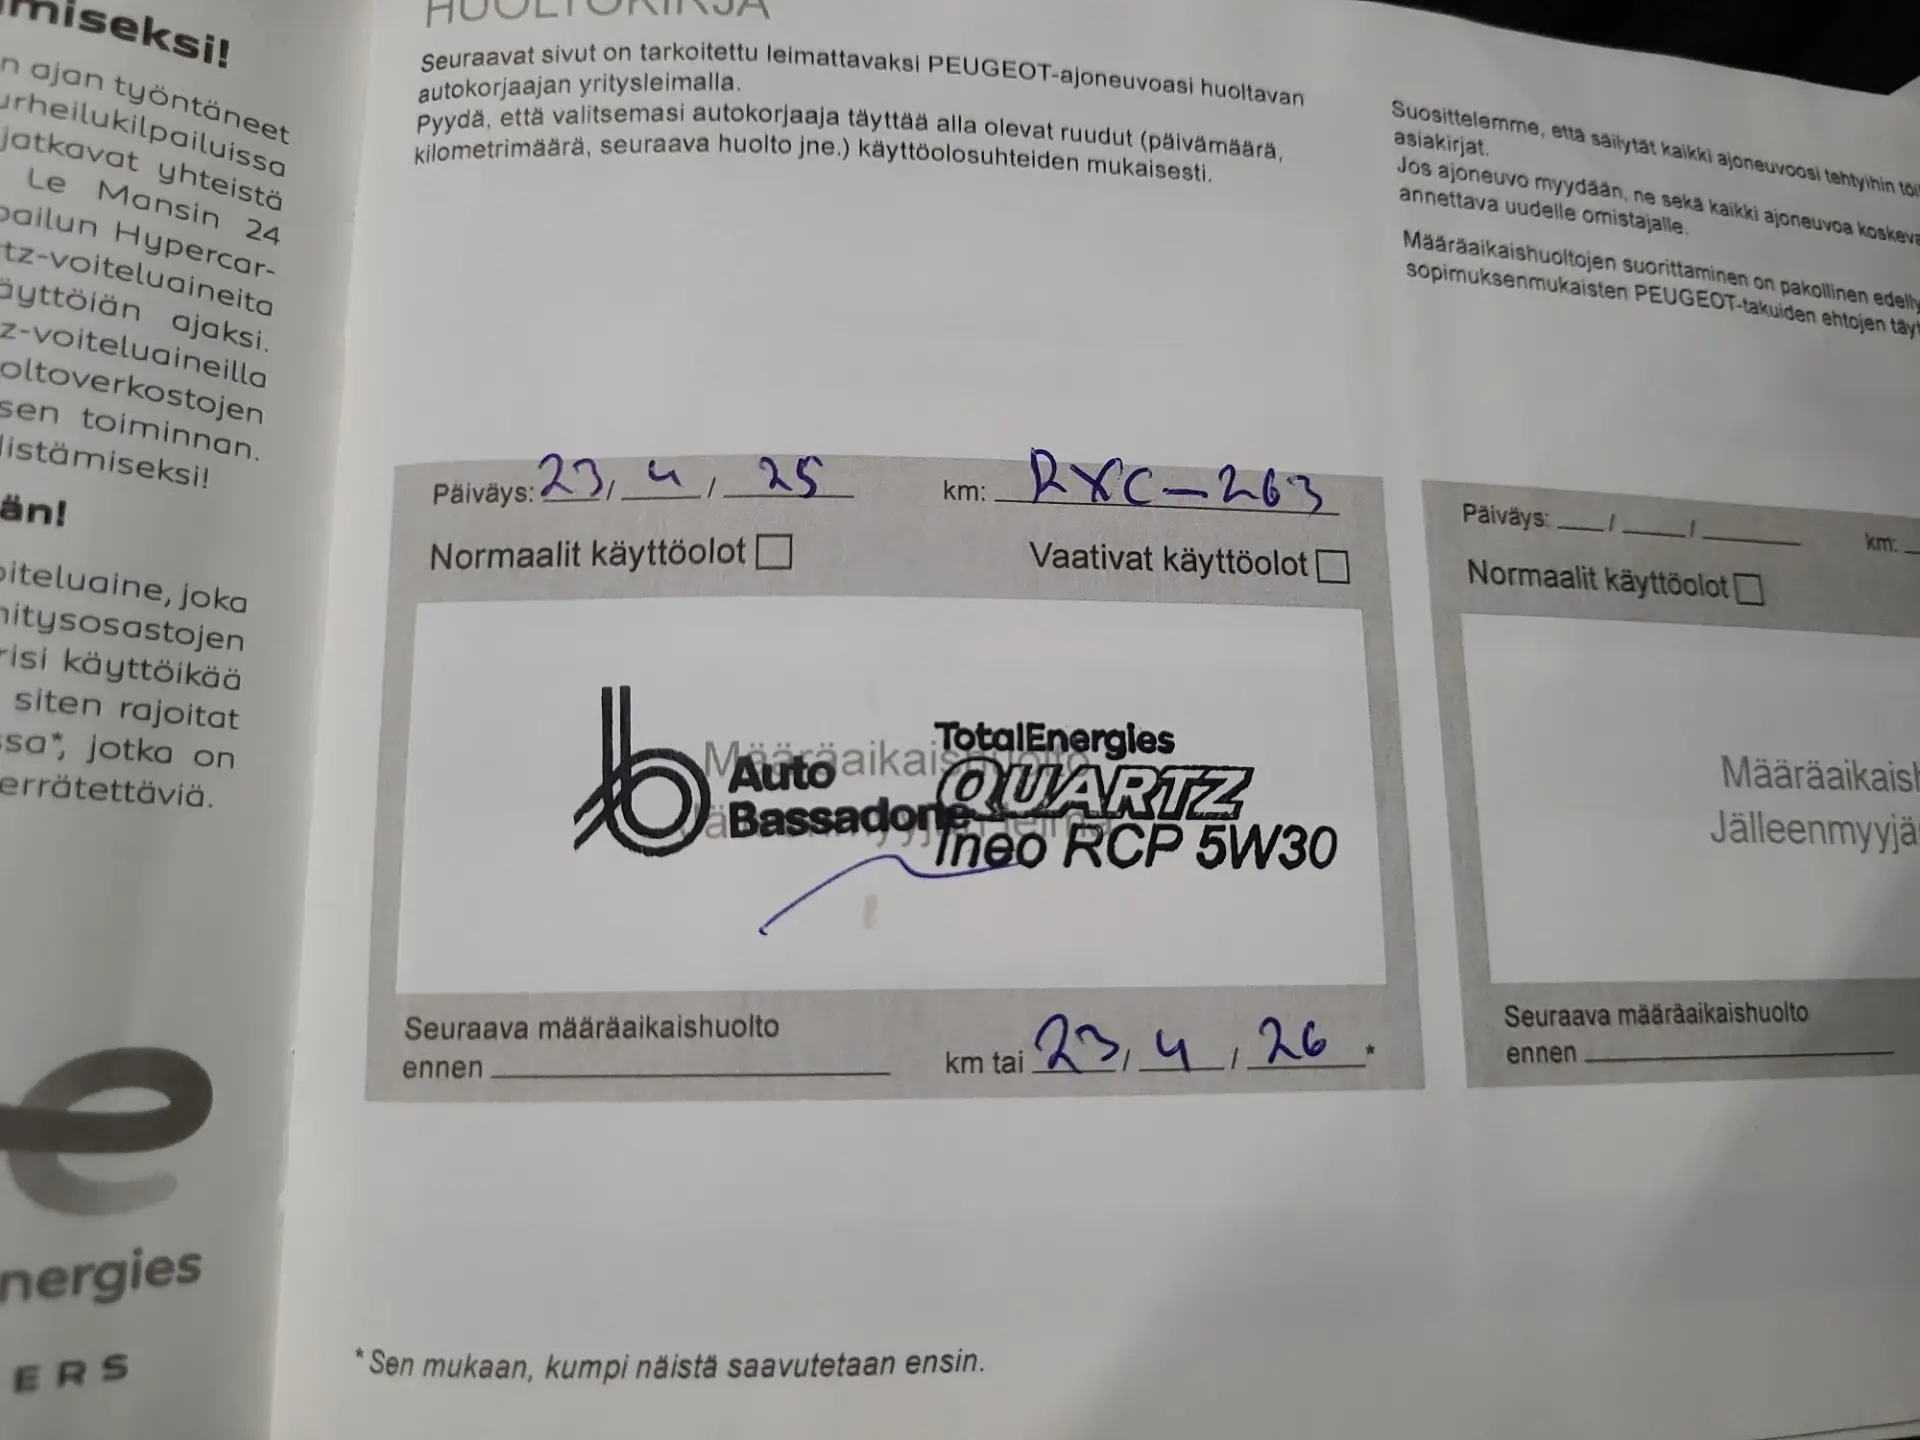 miseksi!
n ajan työntäneet
urheilukilpailuissa
jatkavat yhteistä
Le Mansin 24
pailun Hypercar-
tz-voiteluaineita
äyttöiän ajaksi.
z-voiteluaineilla
oltoverkostojen
sen toiminnan.
listämiseksi!
än!
oiteluaine, joka
nitysosastojen
risi käyttöikää
siten rajoitat
ssa*, jotka on
errätettäviä.
nergies
ERS
HUOLTOKIRJA
Seuraavat sivut on tarkoitettu leimattavaksi PEUGEOT-ajoneuvoasi huoltavan
autokorjaajan yritysleimalla.
Pyydä, että valitsemasi autokorjaaja täyttää alla olevat ruudut (päivämäärä,
kilometrimäärä, seuraava huolto jne.) käyttöolosuhteiden mukaisesti.
Suosittelemme, että säilytät kaikki ajoneuvoosi tehtyihin töi
asiakirjat.
Jos ajoneuvo myydään, ne sekä kaikki ajoneuvoa koskeva
annettava uudelle omistajalle.
Määräaikaishuoltojen suorittaminen on pakollinen edelly
sopimuksenmukaisten PEUGEOT-takuiden ehtojen täyt
Päiväys: 23/ 4 / 25 km: RXC-263
Normaalit käyttöolot Vaativat käyttöolot
Määräaikaishuolto
Jälleenmyyjän leima
Auto
Bassadone
TotalEnergies
QUARTZ
Ineo RCP 5W30
Seuraava määräaikaishuolto
ennen km tai 23/ 4 / 26 *
Päiväys: / / km:
Normaalit käyttöolot
Määräaikaish
Jälleenmyyjä
Seuraava määräaikaishuolto
ennen
* Sen mukaan, kumpi näistä saavutetaan ensin.